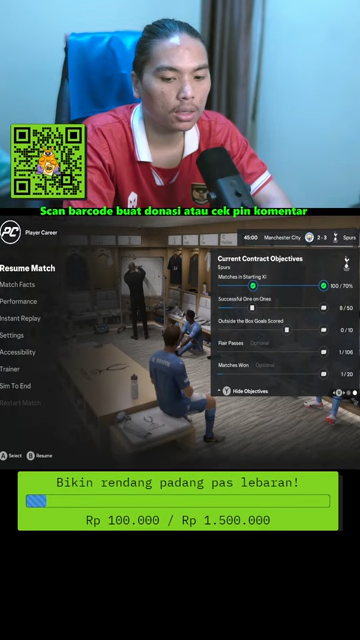 Scan barcode buat donasi atau cek pin komentar
PC Player Career
45:00 Manchester City 2 - 3 Spurs
Resume Match
Match Facts
Performance
Instant Replay
Settings
Accessibility
Trainer
Sim To End
Restart Match
Current Contract Objectives
Spurs
Matches in Starting XI
100 / 70%
Successful One on Ones
8 / 50
Outside the Box Goals Scored
0 / 10
Flair Passes Optional
1 / 106
Matches Won Optional
1 / 20
Y Hide Objectives
A Select B Resume
R
Bikin rendang padang pas lebaran!
Rp 100.000 / Rp 1.500.000